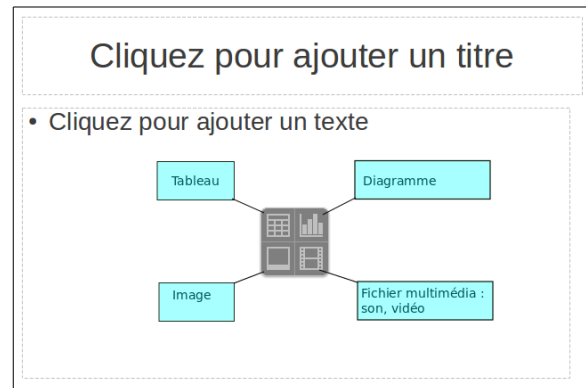 Cliquez pour ajouter un titre
• Cliquez pour ajouter un texte
Tableau
Diagramme
Image
Fichier multimédia :
son, vidéo